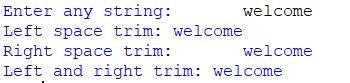 Enter any string:        welcome
Left space trim: welcome
Right space trim:        welcome
Left and right trim: welcome